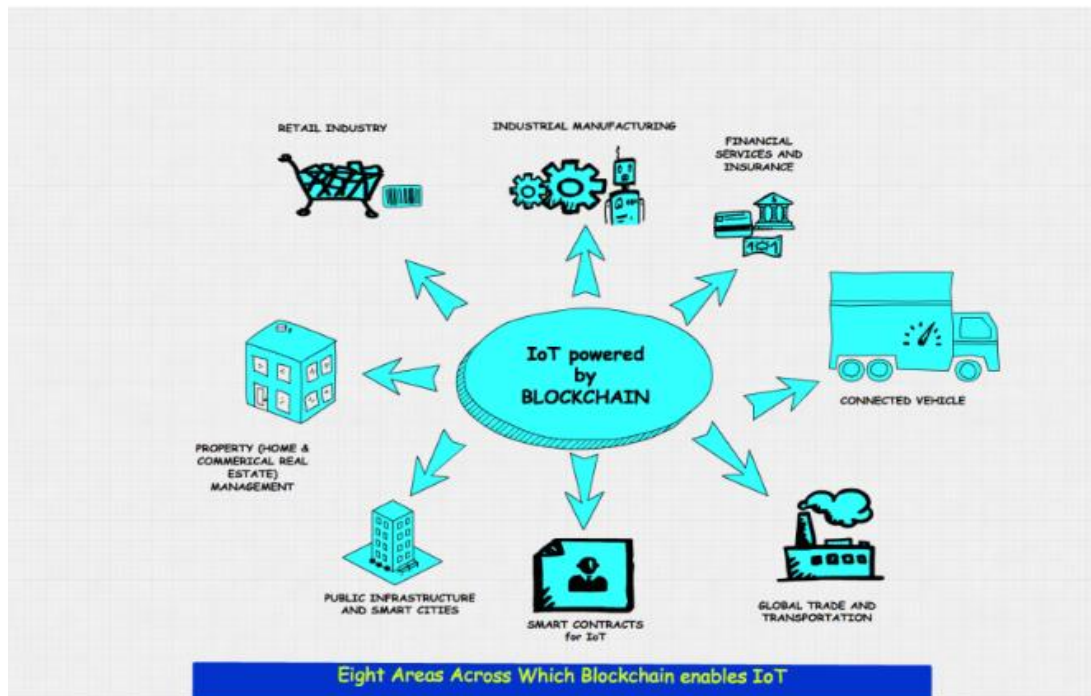 RETAIL INDUSTRY
INDUSTRIAL MANUFACTURING
FINANCIAL
SERVICES AND
INSURANCE
IoT powered
by
BLOCKCHAIN
CONNECTED VEHICLE
PROPERTY (HOME &
COMMERICAL REAL
ESTATE)
MANAGEMENT
PUBLIC INFRASTRUCTURE
AND SMART CITIES
SMART CONTRACTS
for IoT
GLOBAL TRADE AND
TRANSPORTATION
Eight Areas Across Which Blockchain enables IoT